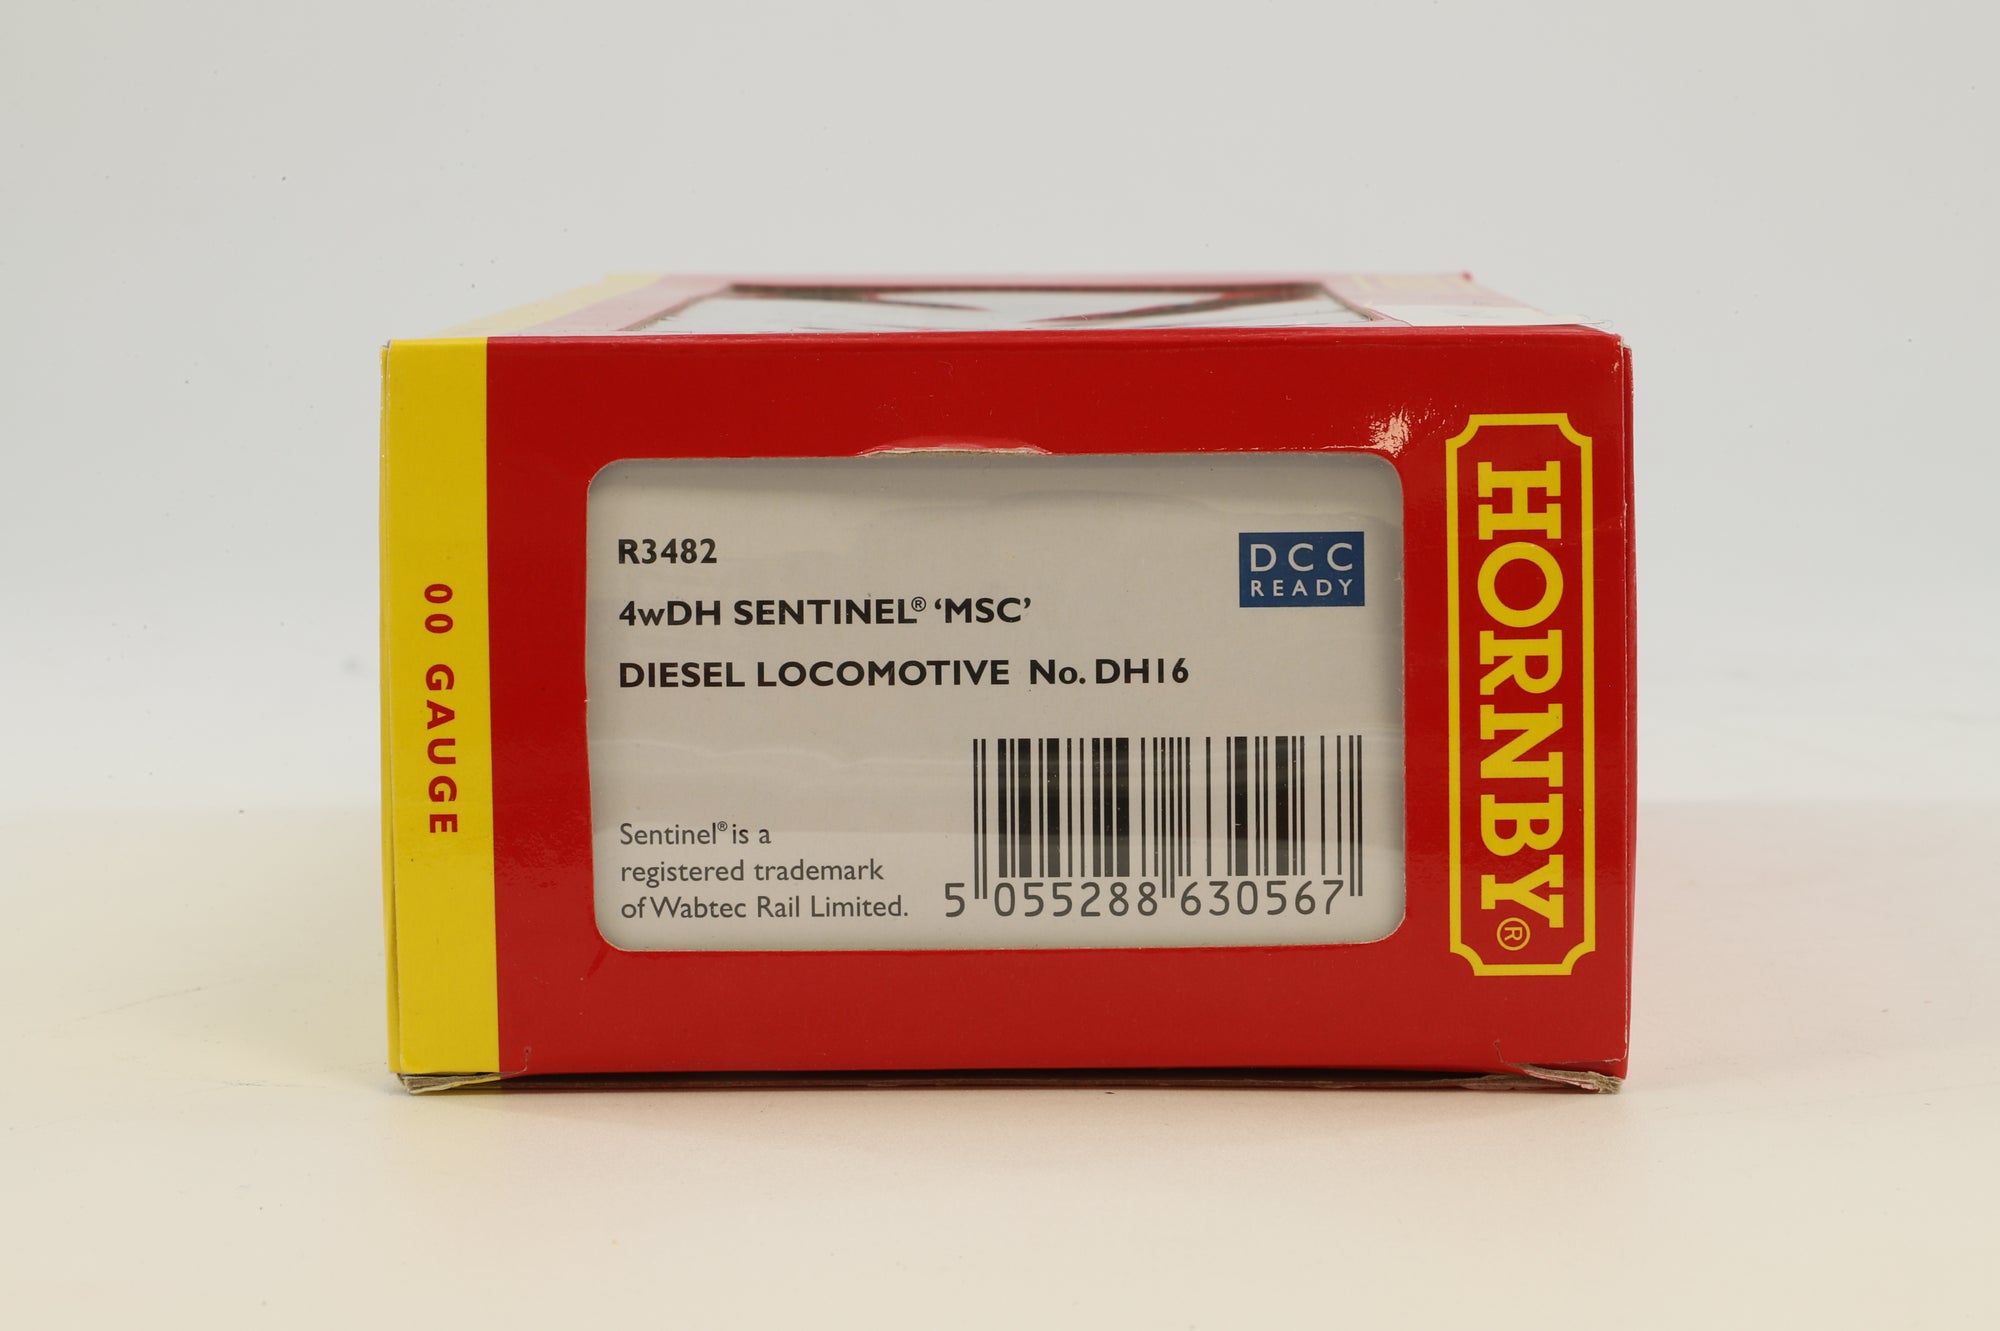 00 GAUGE
R3482
4wDH SENTINEL® ‘MSC’
DIESEL LOCOMOTIVE No. DH16
DCC
READY
Sentinel® is a
registered trademark
of Wabtec Rail Limited.
5 055288 630567
HORNBY®